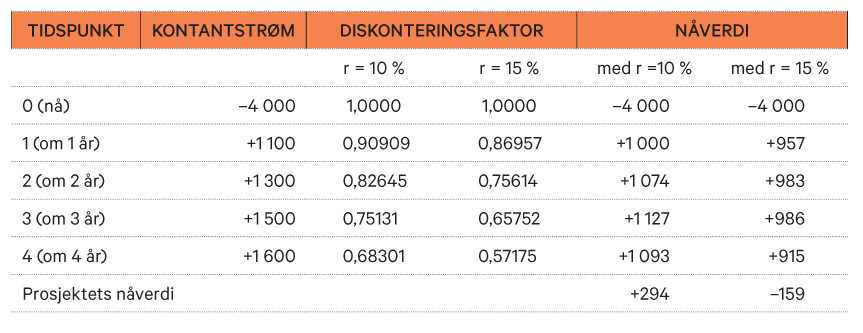 TIDSPUNKT KONTANTSTRØM DISKONTERINGSFAKTOR NÅVERDI
r = 10 % r = 15 % med r =10 % med r = 15 %
0 (nå) –4 000 1,0000 1,0000 –4 000 –4 000
1 (om 1 år) +1 100 0,90909 0,86957 +1 000 +957
2 (om 2 år) +1 300 0,82645 0,75614 +1 074 +983
3 (om 3 år) +1 500 0,75131 0,65752 +1 127 +986
4 (om 4 år) +1 600 0,68301 0,57175 +1 093 +915
Prosjektets nåverdi +294 –159